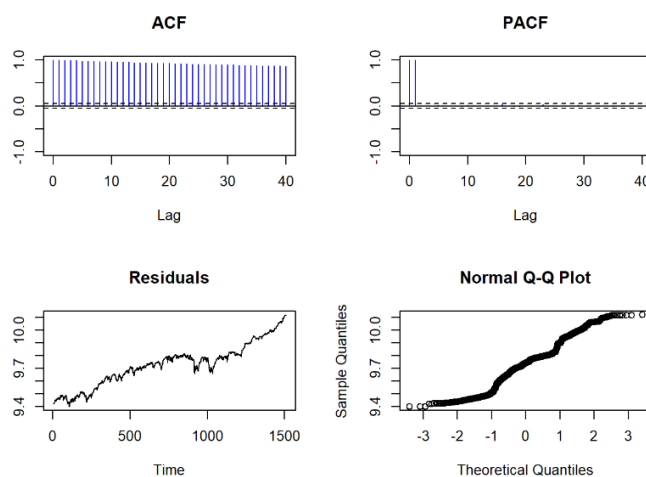 ACF
1.0
0.0
-1.0
0 10 20 30 40
Lag
PACF
1.0
0.0
-1.0
0 10 20 30 40
Lag
Residuals
10.0
9.7
9.4
0 500 1000 1500
Time
Normal Q-Q Plot
Sample Quantiles
10.0
9.7
9.4
-3 -2 -1 0 1 2 3
Theoretical Quantiles